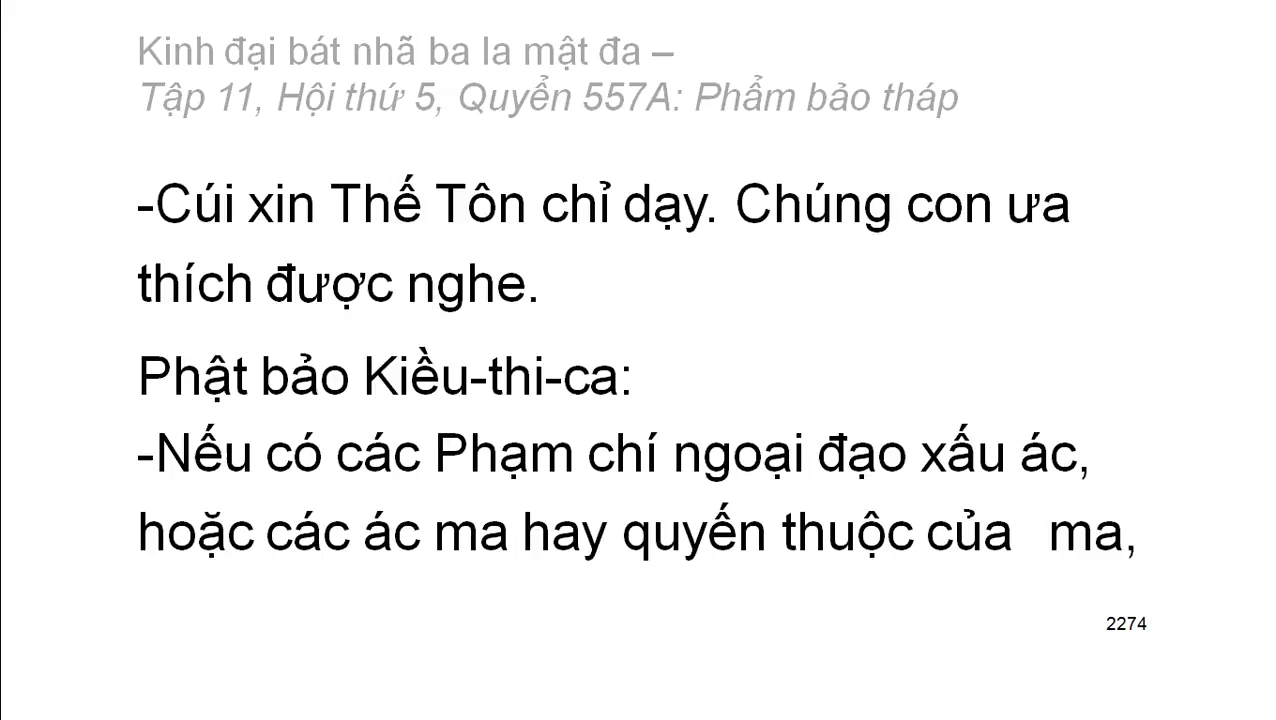 Kinh đại bát nhã ba la mật đa –
Tập 11, Hội thứ 5, Quyển 557A: Phẩm bảo tháp
-Cúi xin Thế Tôn chỉ dạy. Chúng con ưa
thích được nghe.
Phật bảo Kiều-thi-ca:
-Nếu có các Phạm chí ngoại đạo xấu ác,
hoặc các ác ma hay quyến thuộc của ma,
2274